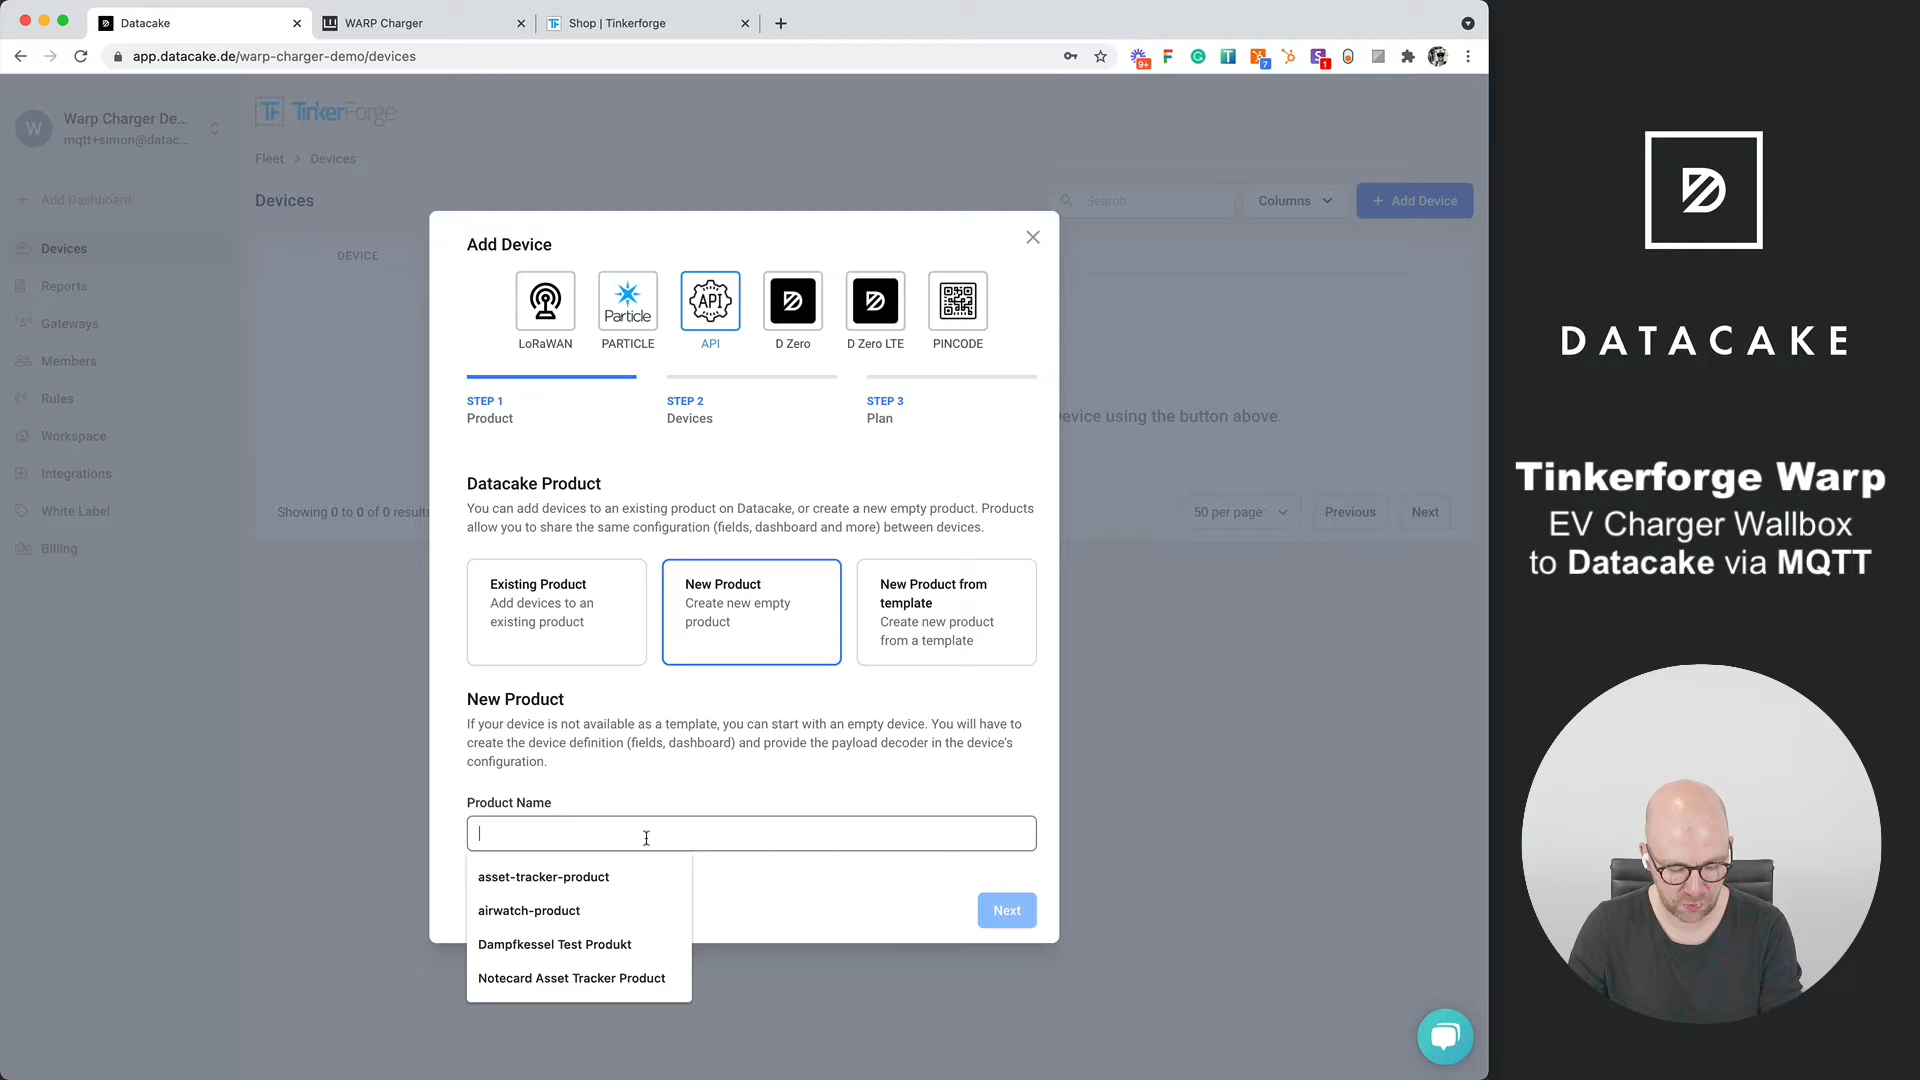 Datacake
WARP Charger
Shop | Tinkerforge
app.datacake.de/warp-charger-demo/devices
9+
7
1
W
Warp Charger De...
mqtt+simon@datac...
TinkerForge
Fleet > Devices
Add Dashboard
Devices
Reports
Gateways
Members
Rules
Workspace
Integrations
White Label
Billing
Devices
Search
Columns
+ Add Device
DEVICE
evice using the button above.
Showing 0 to 0 of 0 results
50 per page
Previous
Next
Add Device
API
Particle
LoRaWAN
PARTICLE
API
D Zero
D Zero LTE
PINCODE
STEP 1
Product
STEP 2
Devices
STEP 3
Plan
Datacake Product
You can add devices to an existing product on Datacake, or create a new empty product. Products
allow you to share the same configuration (fields, dashboard and more) between devices.
Existing Product
Add devices to an
existing product
New Product
Create new empty
product
New Product from
template
Create new product
from a template
New Product
If your device is not available as a template, you can start with an empty device. You will have to
create the device definition (fields, dashboard) and provide the payload decoder in the device's
configuration.
Product Name
asset-tracker-product
airwatch-product
Dampfkessel Test Produkt
Notecard Asset Tracker Product
Next
DATACAKE
Tinkerforge Warp
EV Charger Wallbox
to Datacake via MQTT